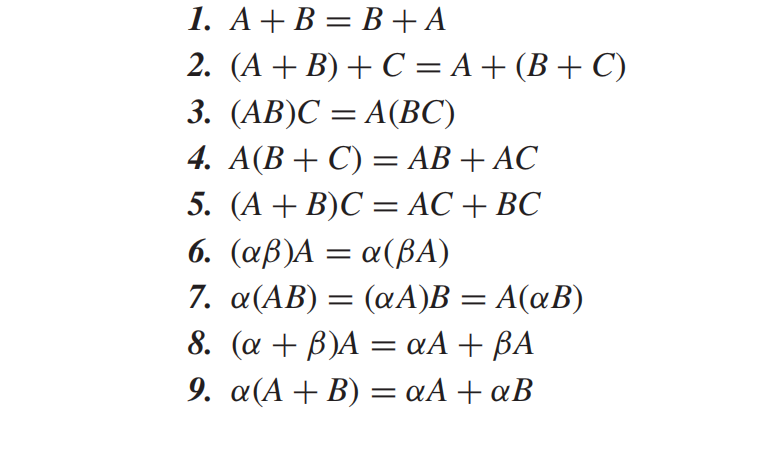 1. A + B = B + A
2. (A + B) + C = A + (B + C)
3. (AB)C = A(BC)
4. A(B + C) = AB + AC
5. (A + B)C = AC + BC
6. (αβ)A = α(βA)
7. α(AB) = (αA)B = A(αB)
8. (α + β)A = αA + βA
9. α(A + B) = αA + αB